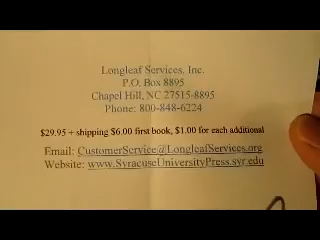 Longleaf Services, Inc.
P.O. Box 8895
Chapel Hill, NC 27515-8895
Phone: 800-848-6224
$29.95 + shipping $6.00 first book, $1.00 for each additional
Email: CustomerService@LongleafServices.org
Website: www.SyracuseUniversityPress.syr.edu